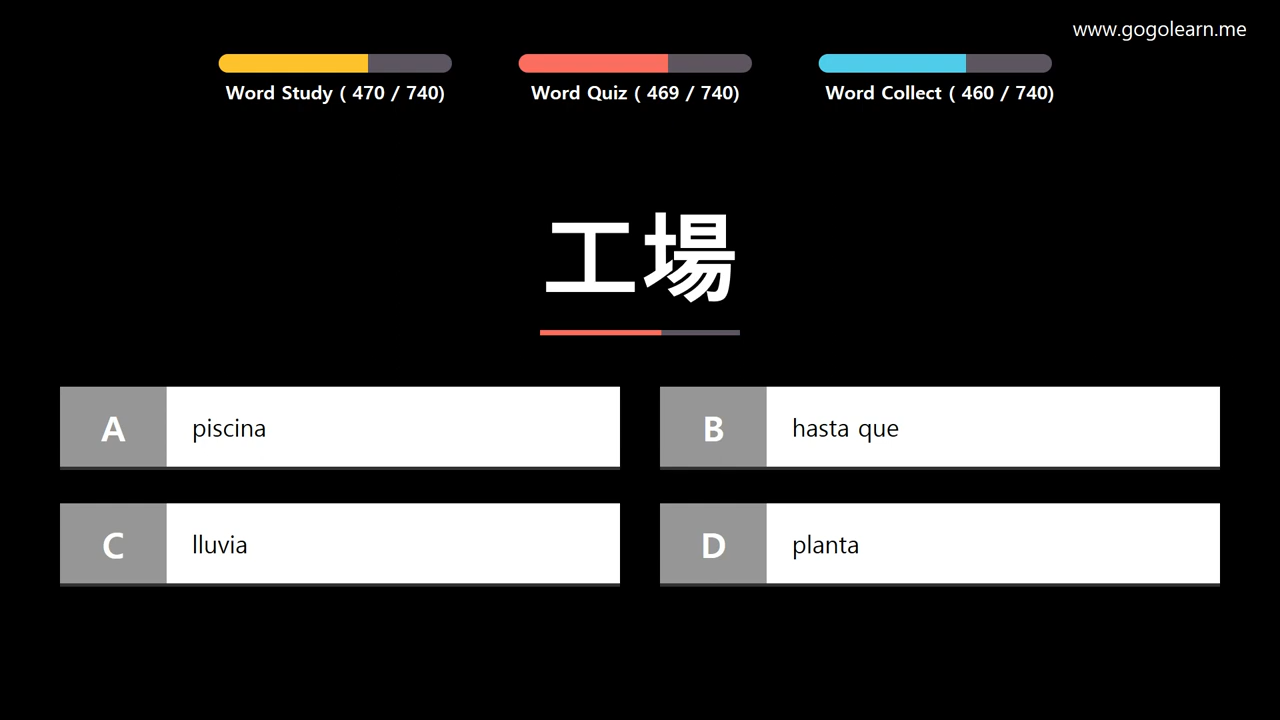 www.gogolearn.me
Word Study ( 470 / 740)
Word Quiz ( 469 / 740)
Word Collect ( 460 / 740)
工場
A piscina
B hasta que
C lluvia
D planta